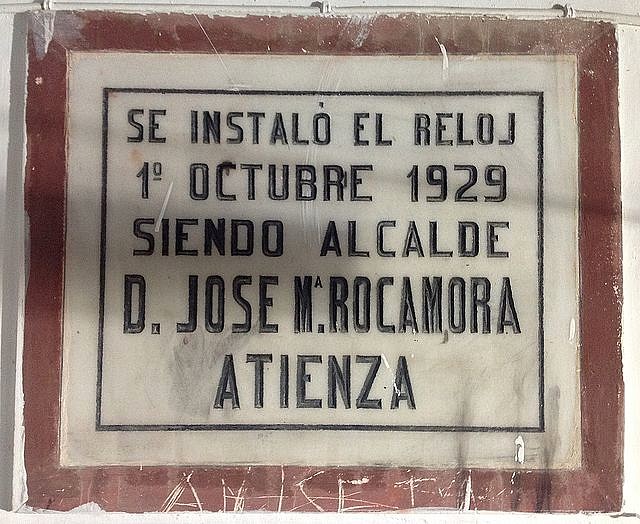 SE INSTALÓ EL RELOJ
1º OCTUBRE 1929
SIENDO ALCALDE
D. JOSE Mª. ROCAMORA
ATIENZA